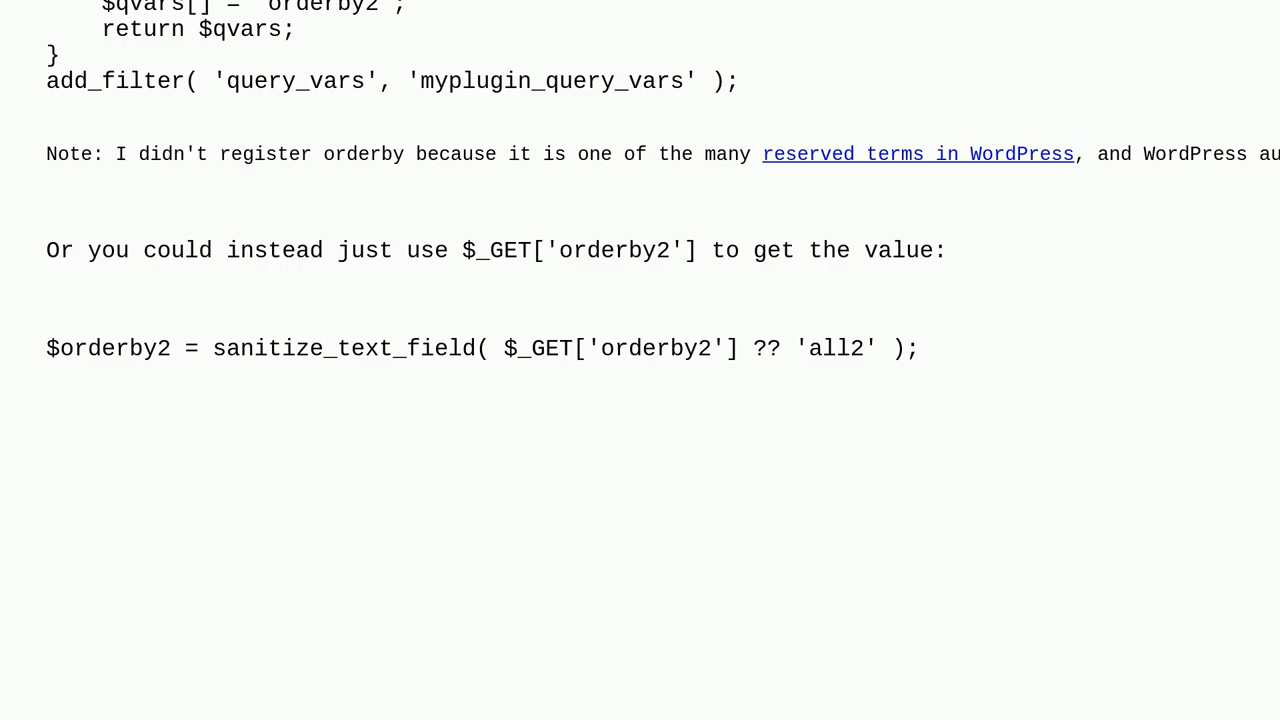 $qvars[] = 'orderby2';
return $qvars;
}
add_filter( 'query_vars', 'myplugin_query_vars' );
Note: I didn't register orderby because it is one of the many reserved terms in WordPress, and WordPress au
Or you could instead just use $_GET['orderby2'] to get the value:
$orderby2 = sanitize_text_field( $_GET['orderby2'] ?? 'all2' );